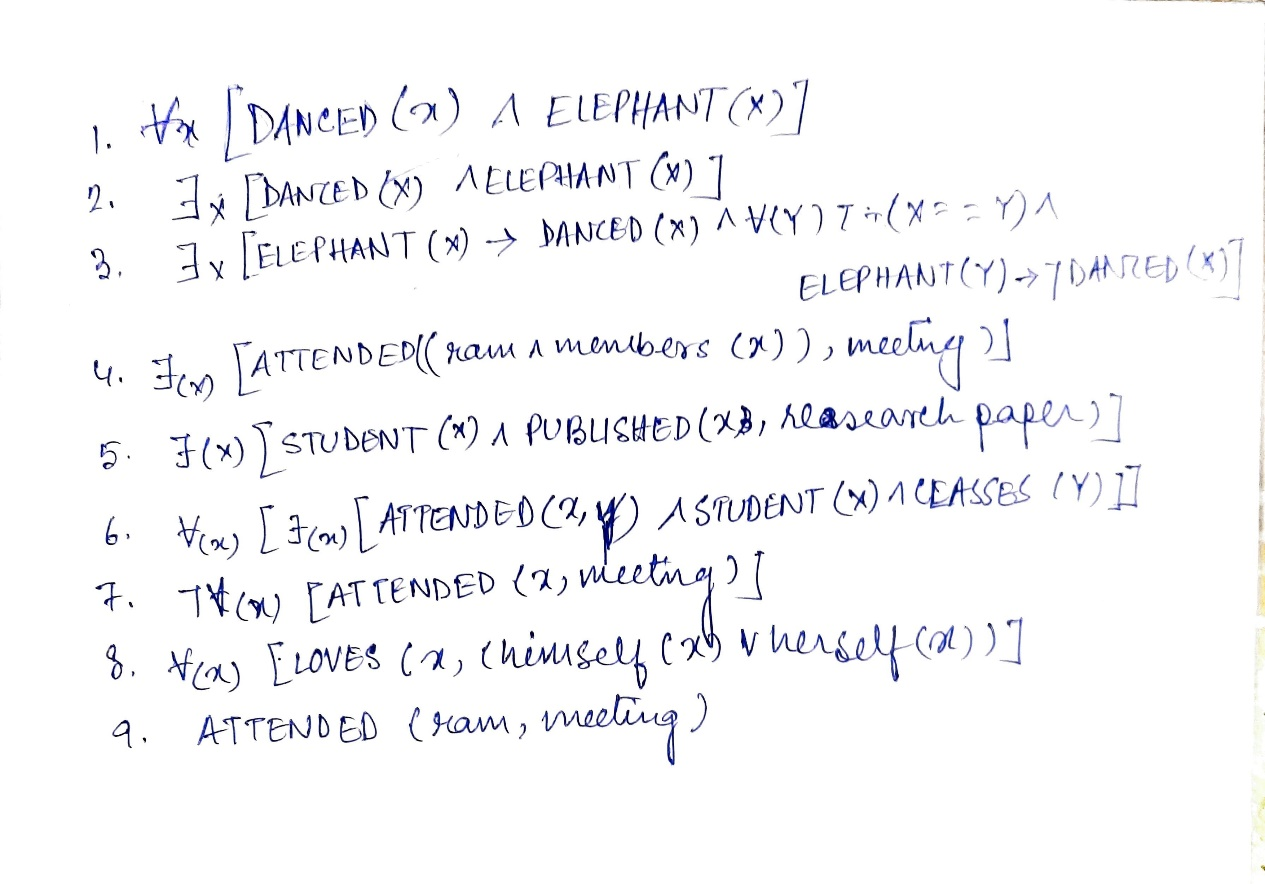 1. ∀x [DANCED (x) ∧ ELEPHANT (X)]
2. ∃x [DANCED (X) ∧ ELEPHANT (X)]
3. ∃x [ELEPHANT (X) → DANCED (X) ∧ ∀(Y) (X == Y) ∧
ELEPHANT (Y) → ¬DANCED (X)]
4. ∃(x) [ATTENDED((ram ∧ members (x)), meeting)]
5. ∃(x) [STUDENT (X) ∧ PUBLISHED (X, research paper)]
6. ∀(x) [∃(x) [ATTENDED (x, y) ∧ STUDENT (X) ∧ CLASSES (Y)]]
7. ¬∀(x) [ATTENDED (x, meeting)]
8. ∀(x) [LOVES (x, (himself (x) ∨ herself (x))]
9. ATTENDED (ram, meeting)